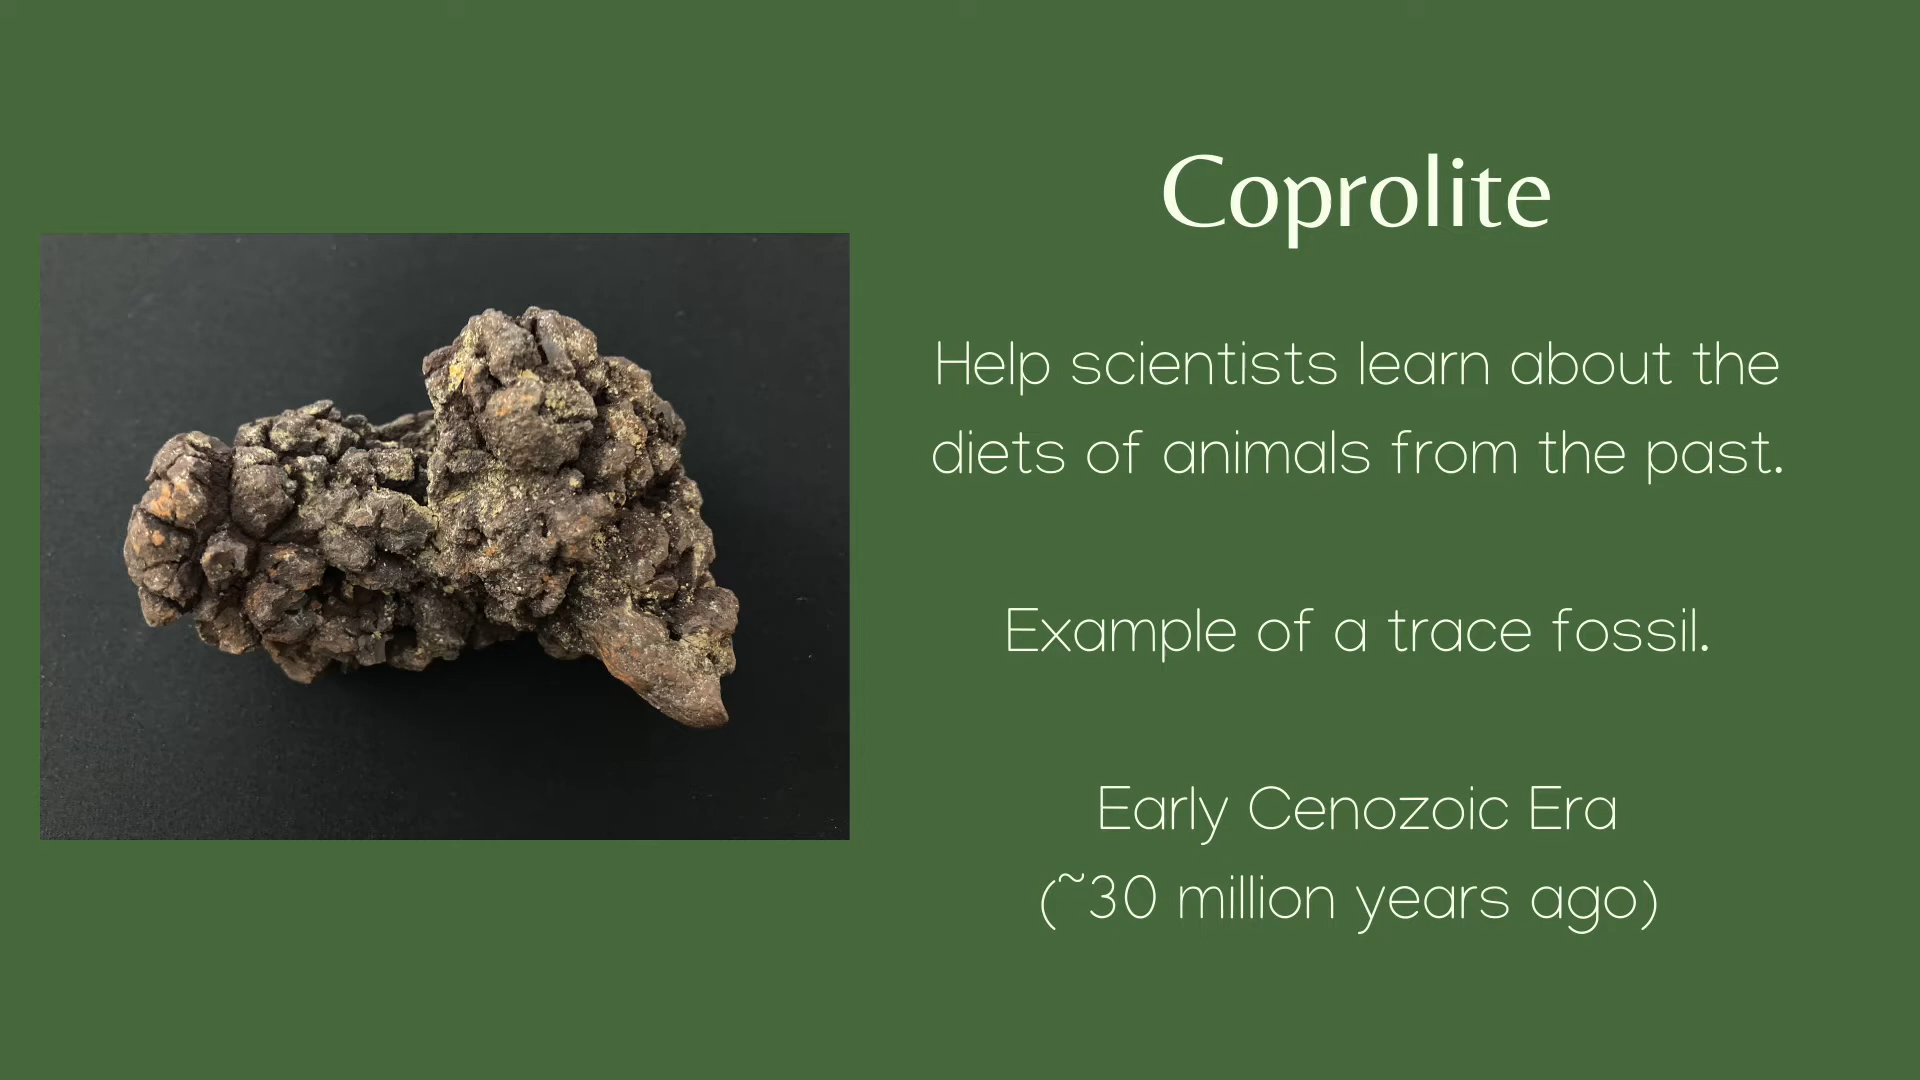 Coprolite
Help scientists learn about the
diets of animals from the past.
Example of a trace fossil.
Early Cenozoic Era
(~30 million years ago)